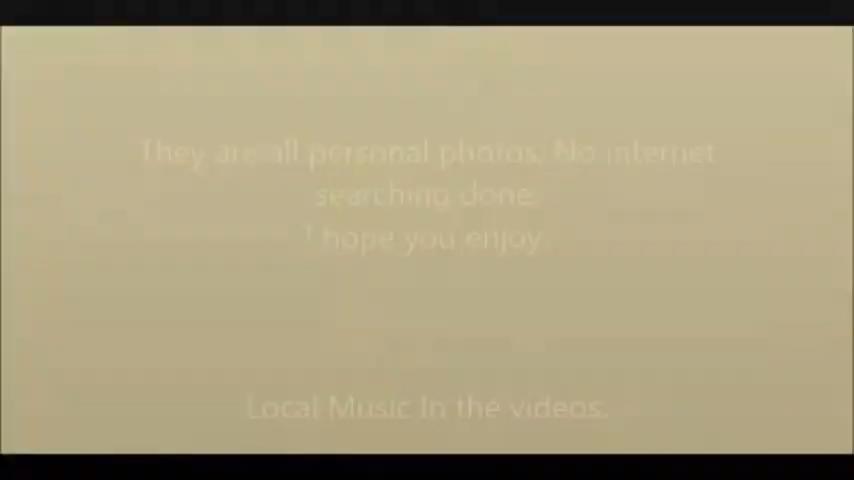 They are all personal photos. No internet
searching done.
I hope you enjoy
Local Music In the videos.